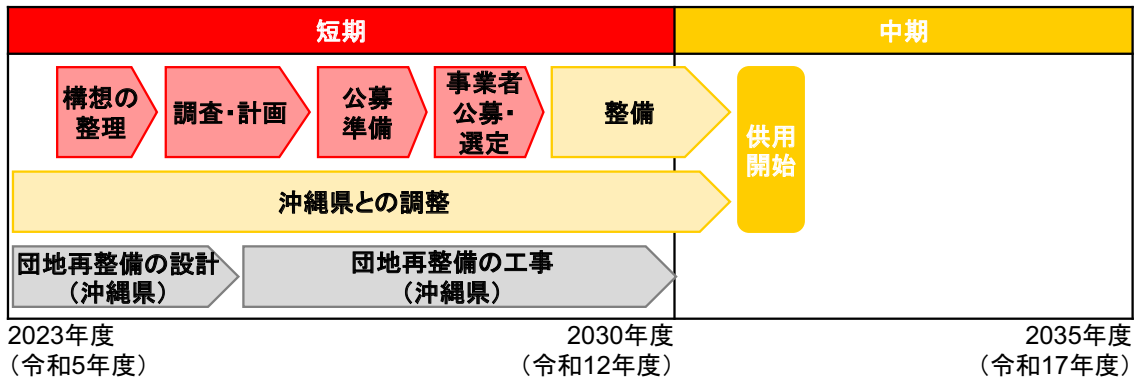 短期
中期
構想の
整理
調査・計画
公募
準備
事業者
公募・
選定
整備
供用
開始
沖縄県との調整
団地再整備の設計
（沖縄県）
団地再整備の工事
（沖縄県）
2023年度
（令和5年度）
2030年度
（令和12年度）
2035年度
（令和17年度）